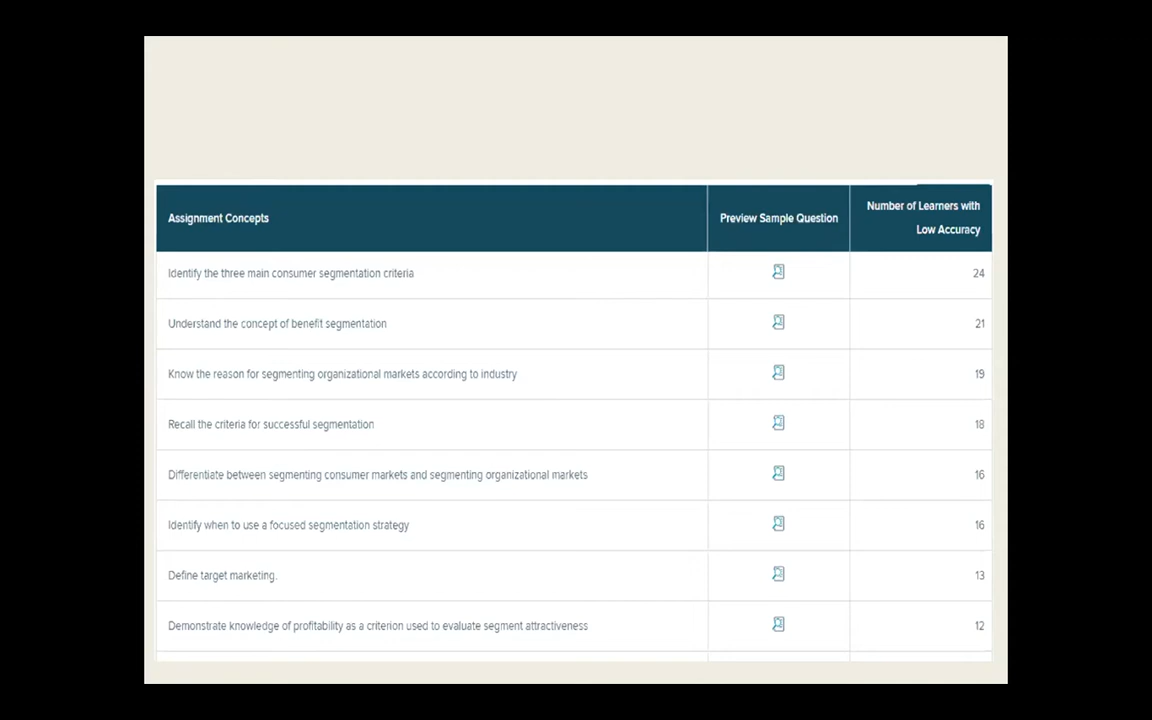 Assignment Concepts
Preview Sample Question
Number of Learners with
Low Accuracy
Identify the three main consumer segmentation criteria
24
Understand the concept of benefit segmentation
21
Know the reason for segmenting organizational markets according to industry
19
Recall the criteria for successful segmentation
18
Differentiate between segmenting consumer markets and segmenting organizational markets
16
Identify when to use a focused segmentation strategy
16
Define target marketing.
13
Demonstrate knowledge of profitability as a criterion used to evaluate segment attractiveness
12